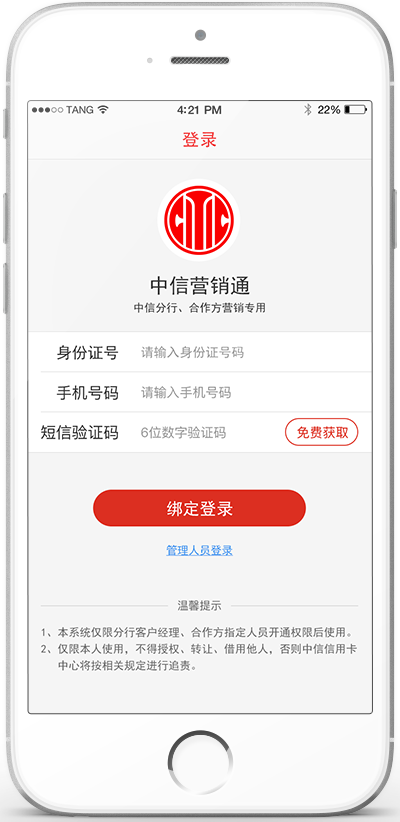 TANG 4:21 PM 22%
登录
中信营销通
中信分行、合作方营销专用
身份证号 请输入身份证号码
手机号码 请输入手机号码
短信验证码 6位数字验证码 免费获取
绑定登录
管理人员登录
温馨提示
1、本系统仅限分行客户经理、合作方指定人员开通权限后使用。
2、仅限本人使用，不得授权、转让、借用他人，否则中信信用卡
中心将按相关规定进行追责。